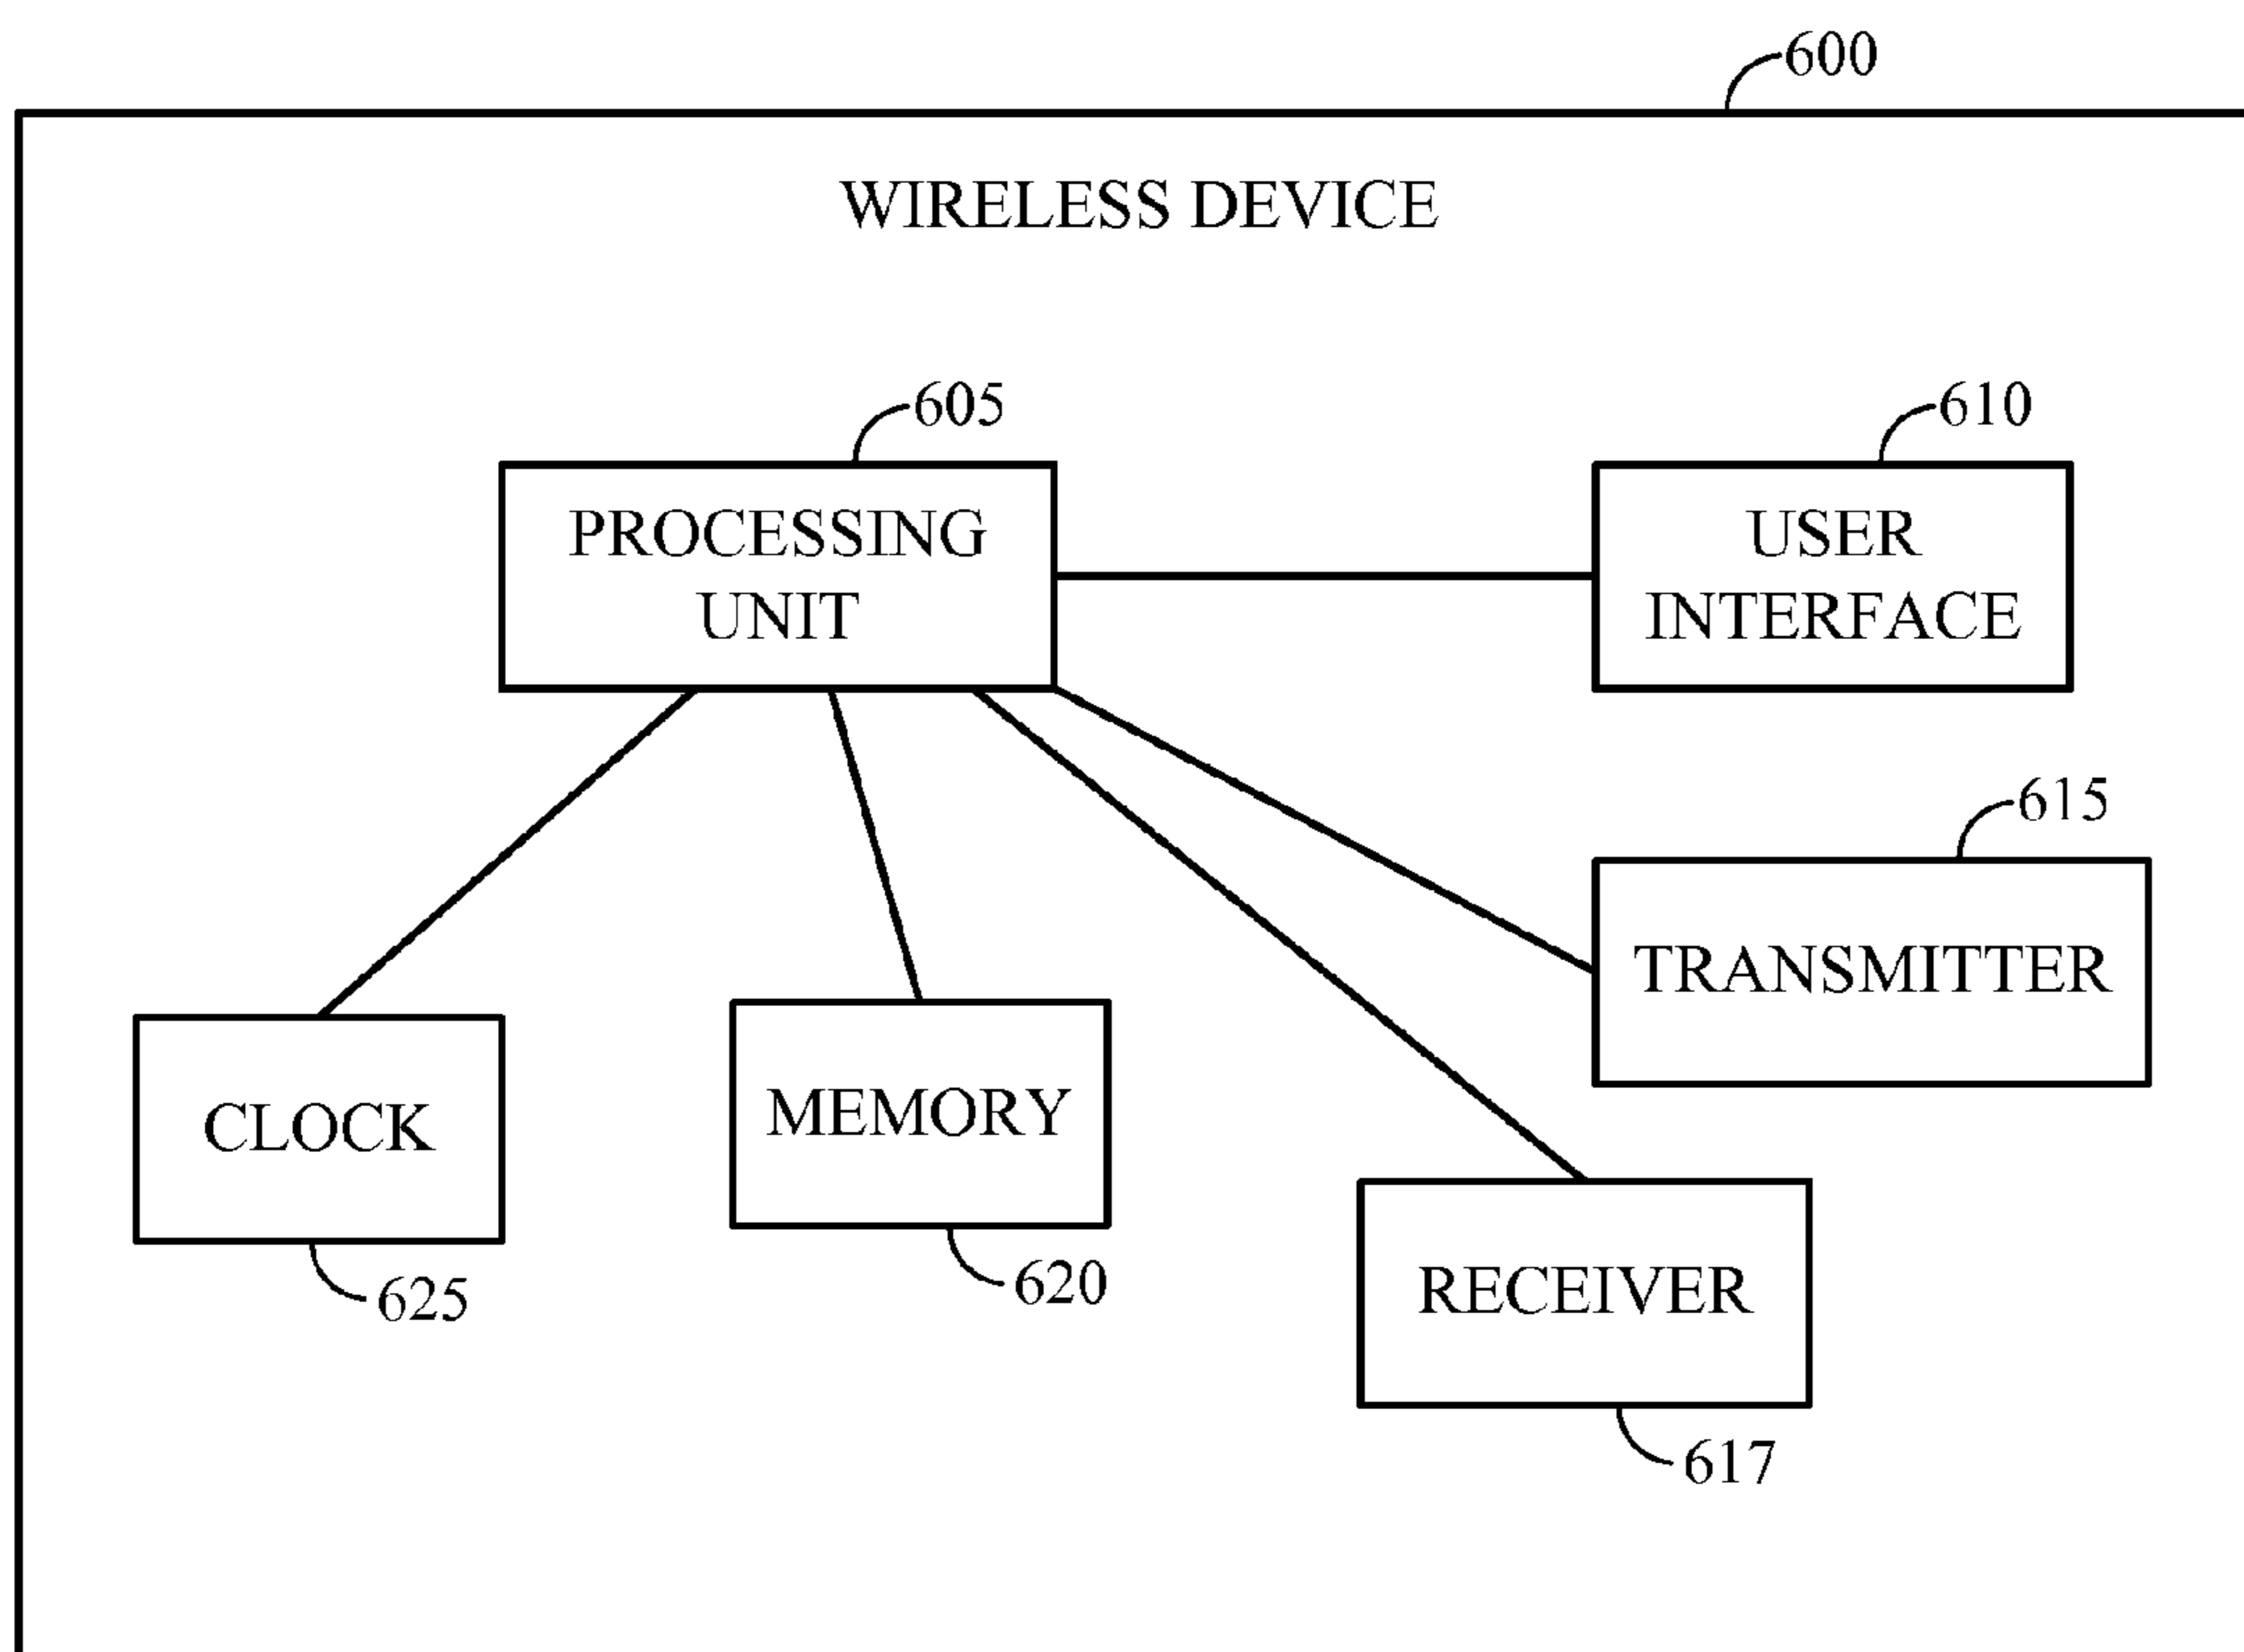 600
WIRELESS DEVICE
605
610
PROCESSING
UNIT
USER
INTERFACE
615
TRANSMITTER
CLOCK
MEMORY
625
620
RECEIVER
617